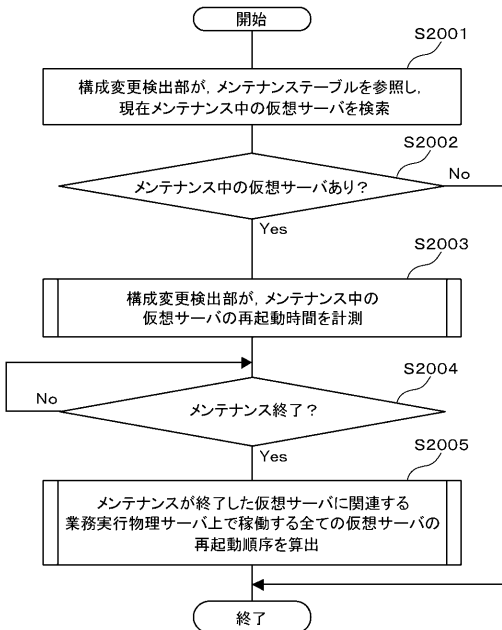 開始
S2001
構成変更検出部が，メンテナンステーブルを参照し，
現在メンテナンス中の仮想サーバを検索
S2002
メンテナンス中の仮想サーバあり？
No
Yes
S2003
構成変更検出部が，メンテナンス中の
仮想サーバの再起動時間を計測
S2004
No
メンテナンス終了？
Yes
S2005
メンテナンスが終了した仮想サーバに関連する
業務実行物理サーバ上で稼働する全ての仮想サーバの
再起動順序を算出
終了